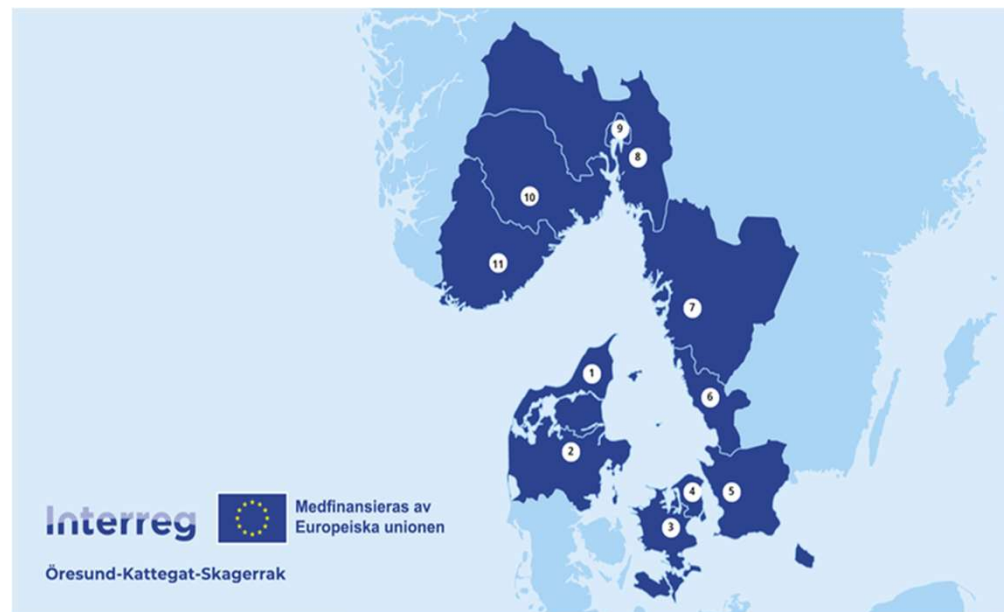 9
8
10
11
7
1
6
2
4
5
3
Interreg
Medfinansieras av
Europeiska unionen
Öresund-Kattegat-Skagerrak